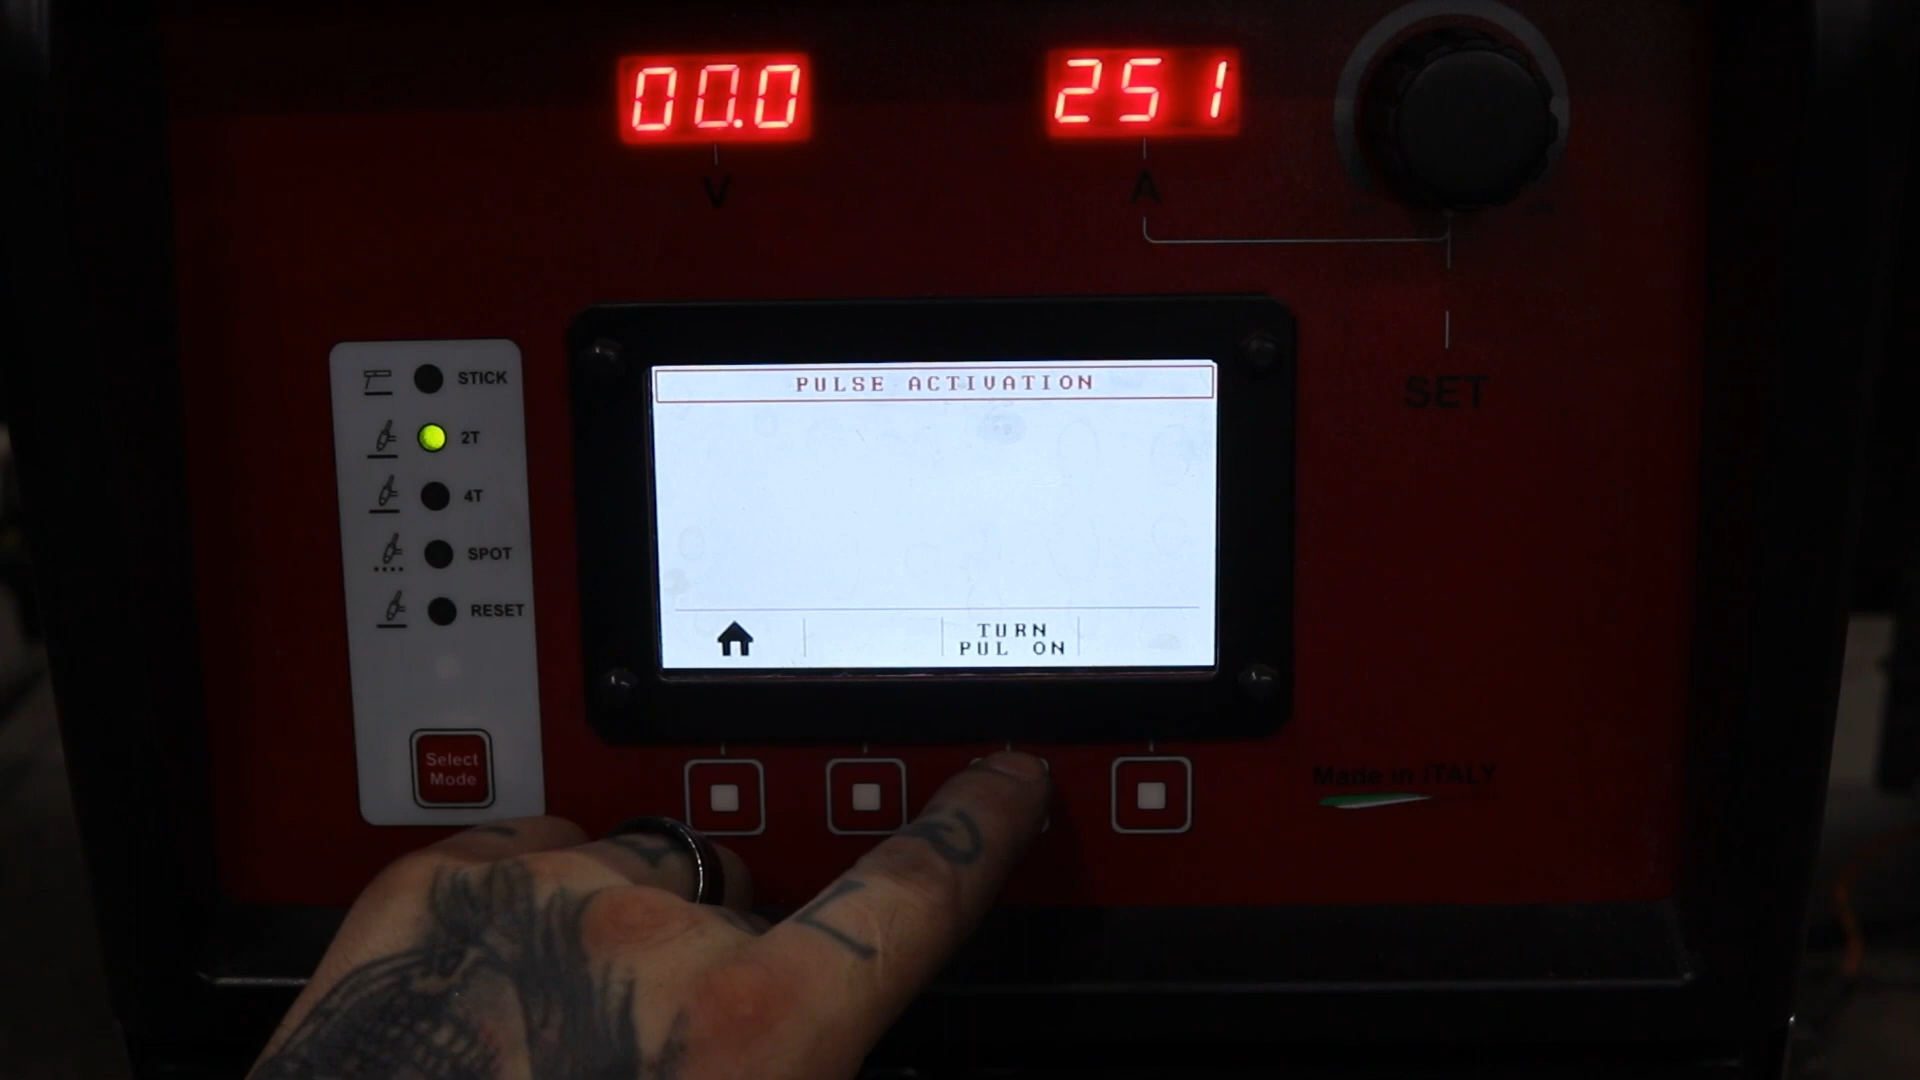 00.0
251
V
A
SET
STICK
2T
4T
SPOT
RESET
Select
Mode
PULSE ACTIVATION
TURN
PUL ON
Made in ITALY